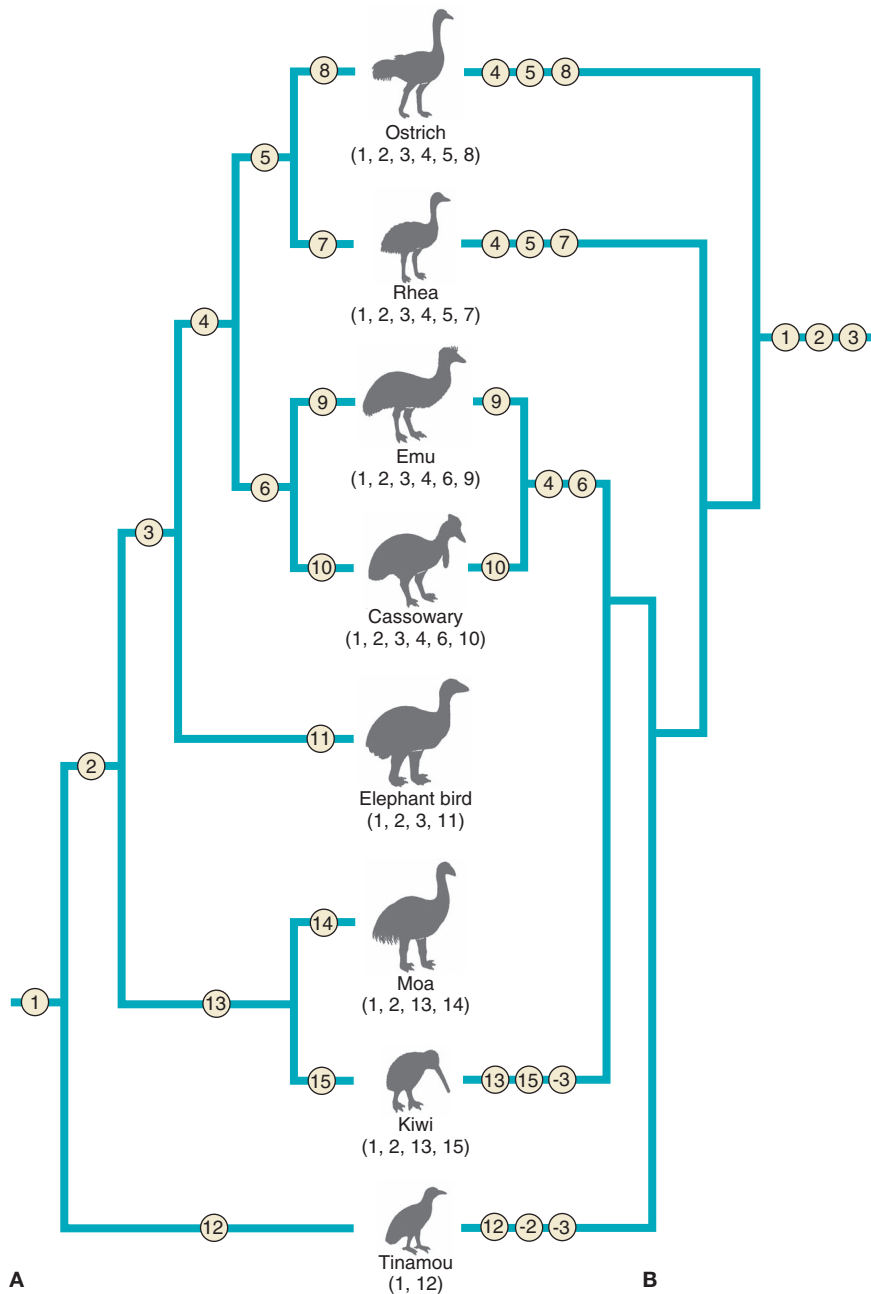 8
4 5 8
Ostrich
(1, 2, 3, 4, 5, 8)
5
7
4 5 7
Rhea
(1, 2, 3, 4, 5, 7)
4
1 2 3
9
9
Emu
(1, 2, 3, 4, 6, 9)
6
4 6
3
10
10
Cassowary
(1, 2, 3, 4, 6, 10)
11
Elephant bird
(1, 2, 3, 11)
2
14
Moa
(1, 2, 13, 14)
1
13
15
13 15 -3
Kiwi
(1, 2, 13, 15)
12
12 -2 -3
Tinamou
(1, 12)
A
B